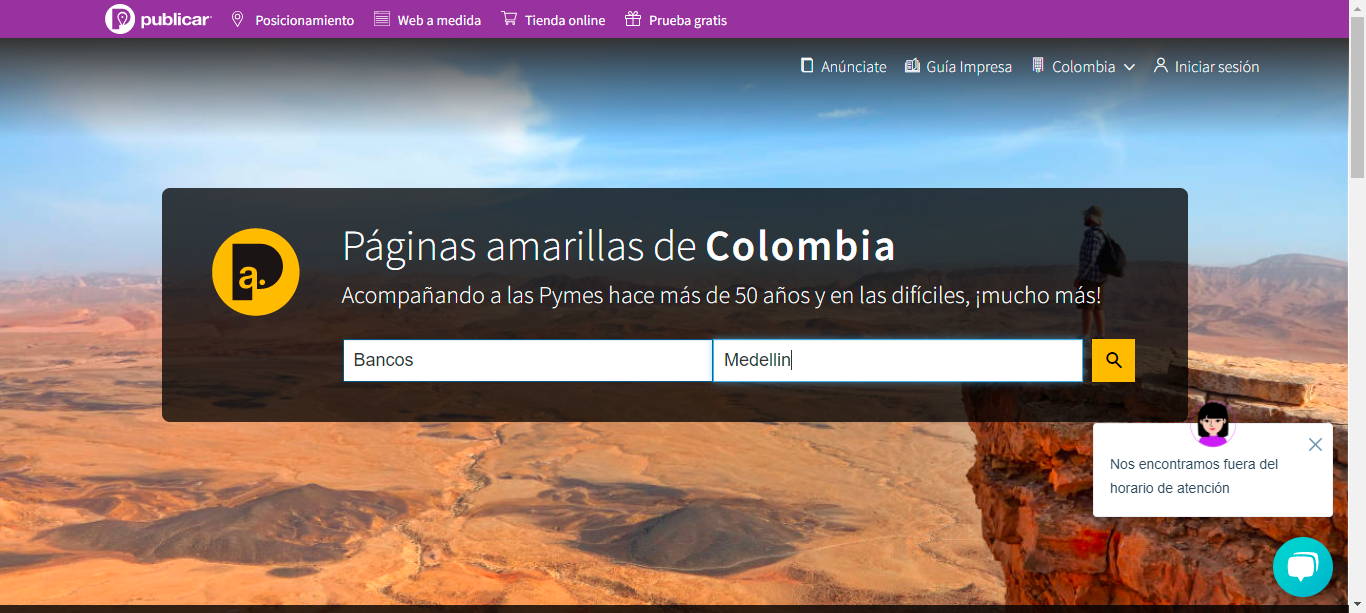 publicar Posicionamiento Web a medida Tienda online Prueba gratis
Anúnciate Guía Impresa Colombia Iniciar sesión
Páginas amarillas de Colombia
a.
Acompañando a las Pymes hace más de 50 años y en las difíciles, ¡mucho más!
Bancos Medellin
Nos encontramos fuera del
horario de atención